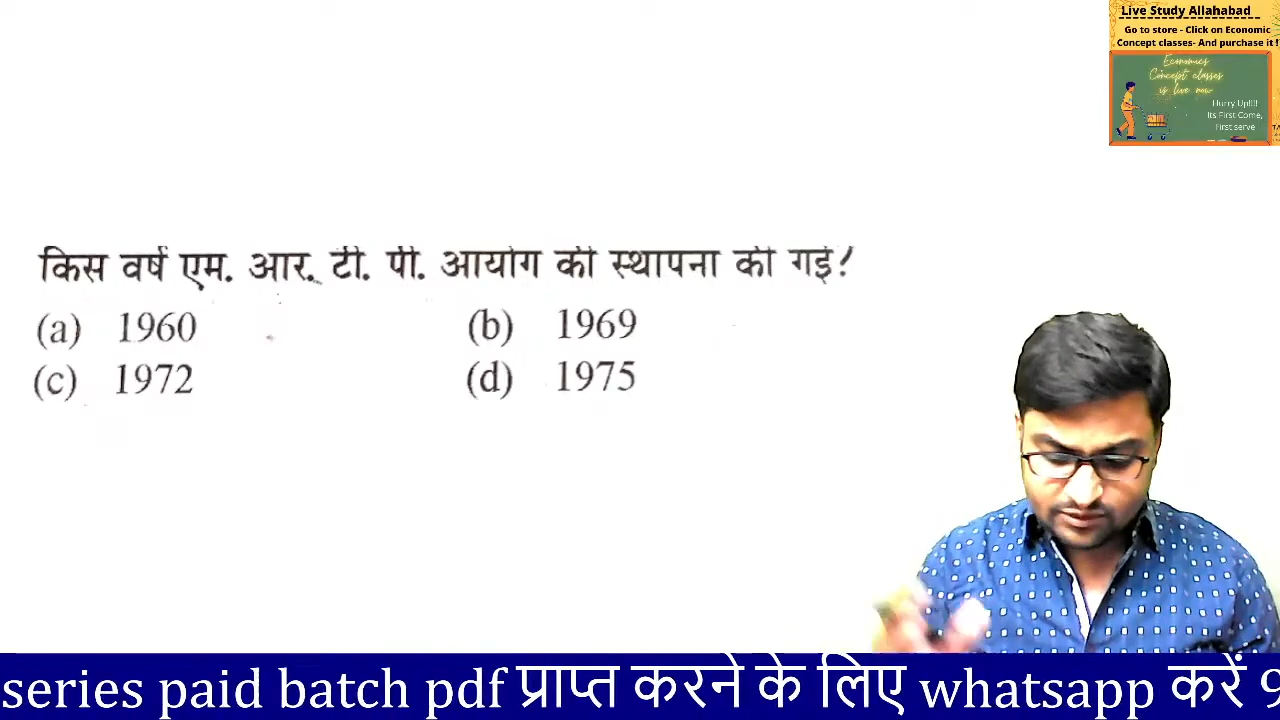 Live Study Allahabad
Go to store - Click on Economic
Concept classes- And purchase it !
Economics
Concept classes
is live now
Hurry Up!!!!
Its First Come,
First serve
किस वर्ष एम. आर. टी. पी. आयोग की स्थापना की गई?
(a) 1960 (b) 1969
(c) 1972 (d) 1975
series paid batch pdf प्राप्त करने के लिए whatsapp करें 9